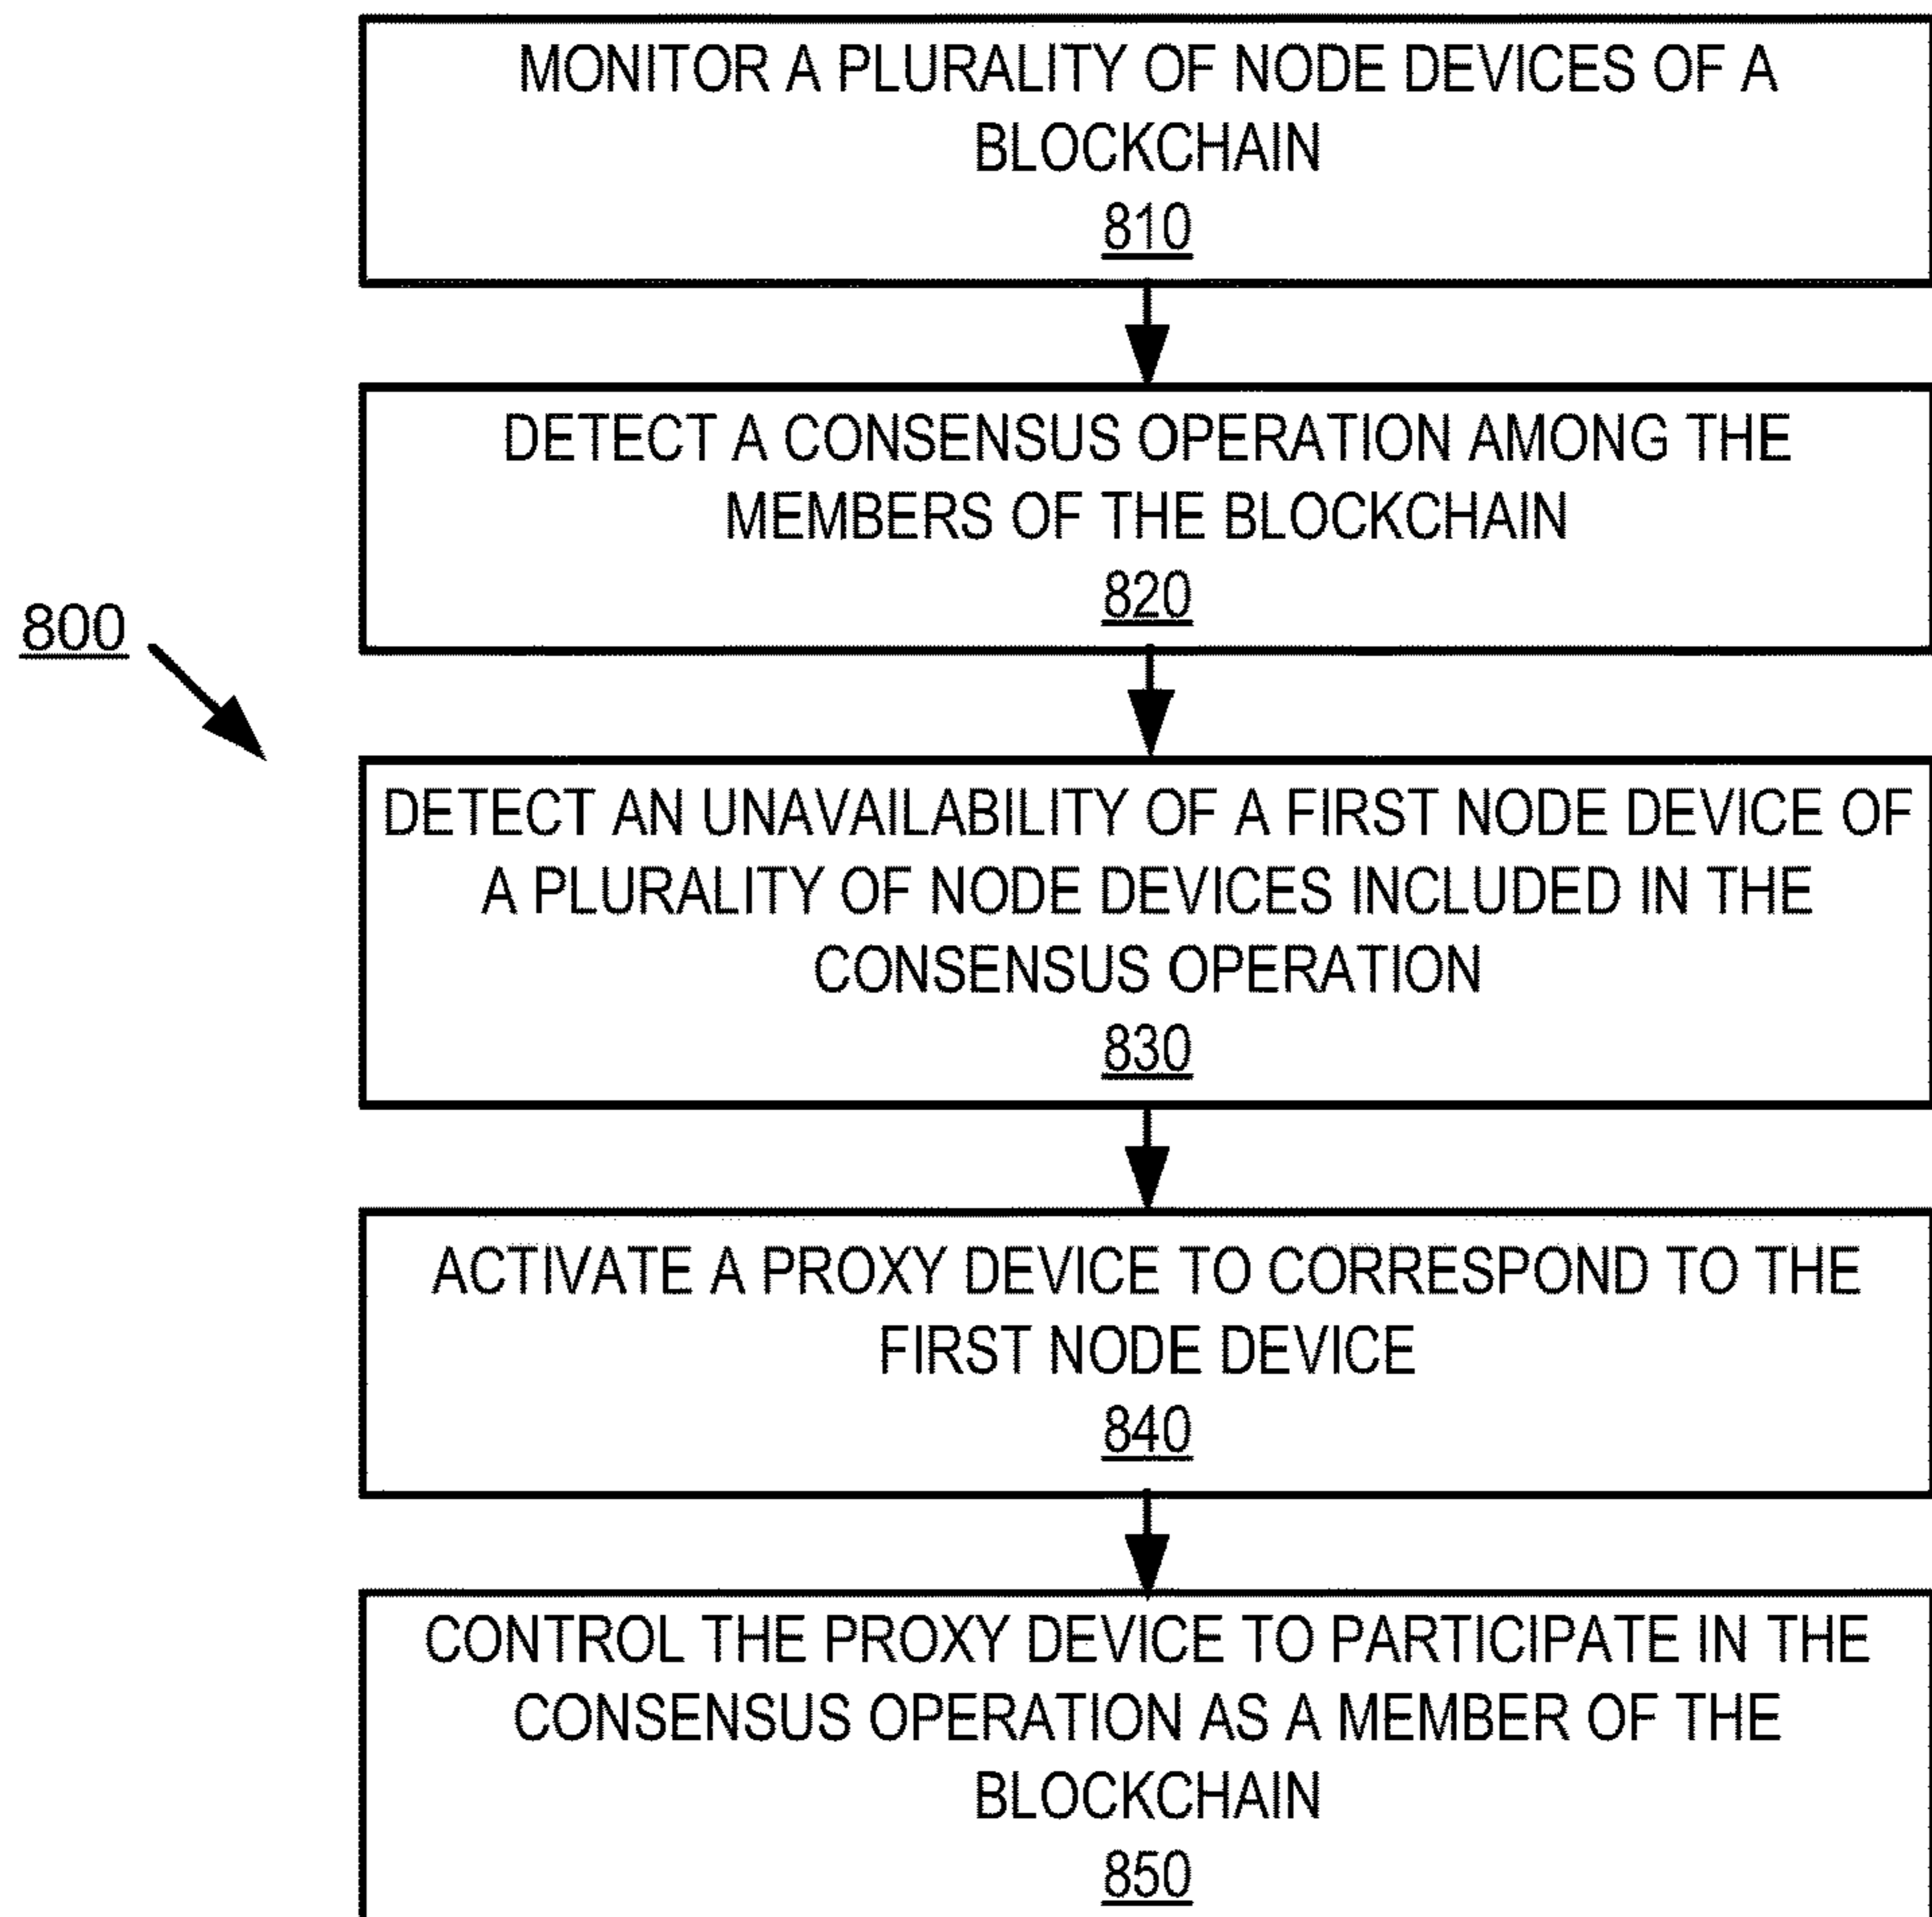 MONITOR A PLURALITY OF NODE DEVICES OF A
BLOCKCHAIN
810
DETECT A CONSENSUS OPERATION AMONG THE
MEMBERS OF THE BLOCKCHAIN
820
800
DETECT AN UNAVAILABILITY OF A FIRST NODE DEVICE OF
A PLURALITY OF NODE DEVICES INCLUDED IN THE
CONSENSUS OPERATION
830
ACTIVATE A PROXY DEVICE TO CORRESPOND TO THE
FIRST NODE DEVICE
840
CONTROL THE PROXY DEVICE TO PARTICIPATE IN THE
CONSENSUS OPERATION AS A MEMBER OF THE
BLOCKCHAIN
850